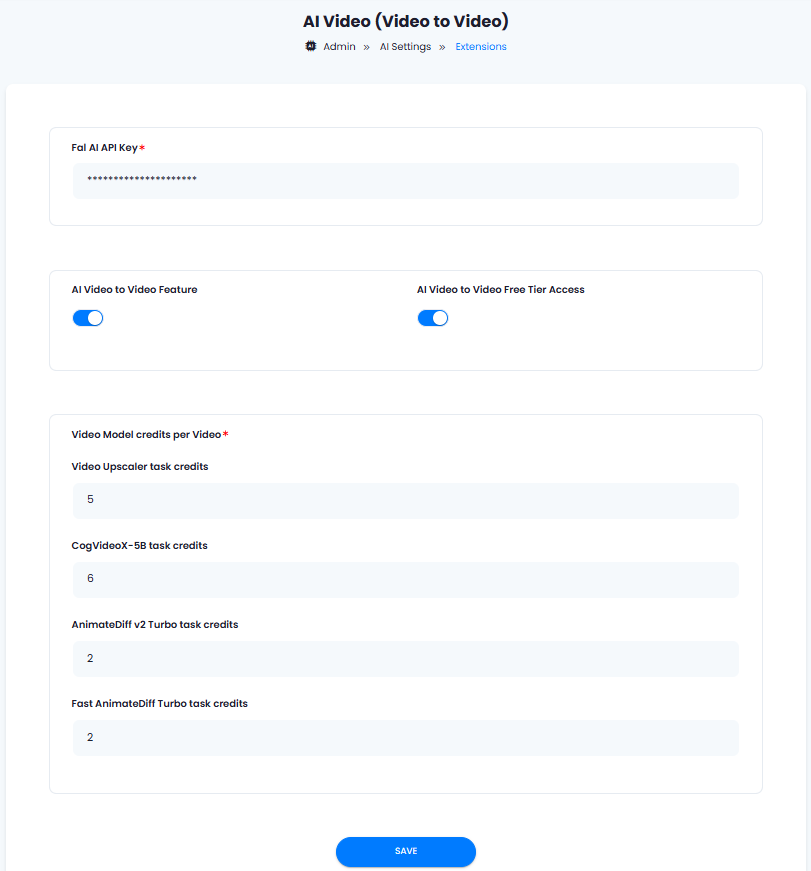 AI Video (Video to Video)
AI Admin » AI Settings » Extensions
Fal AI API Key*
*********************
AI Video to Video Feature
AI Video to Video Free Tier Access
Video Model credits per Video*
Video Upscaler task credits
5
CogVideoX-5B task credits
6
AnimateDiff v2 Turbo task credits
2
Fast AnimateDiff Turbo task credits
2
SAVE